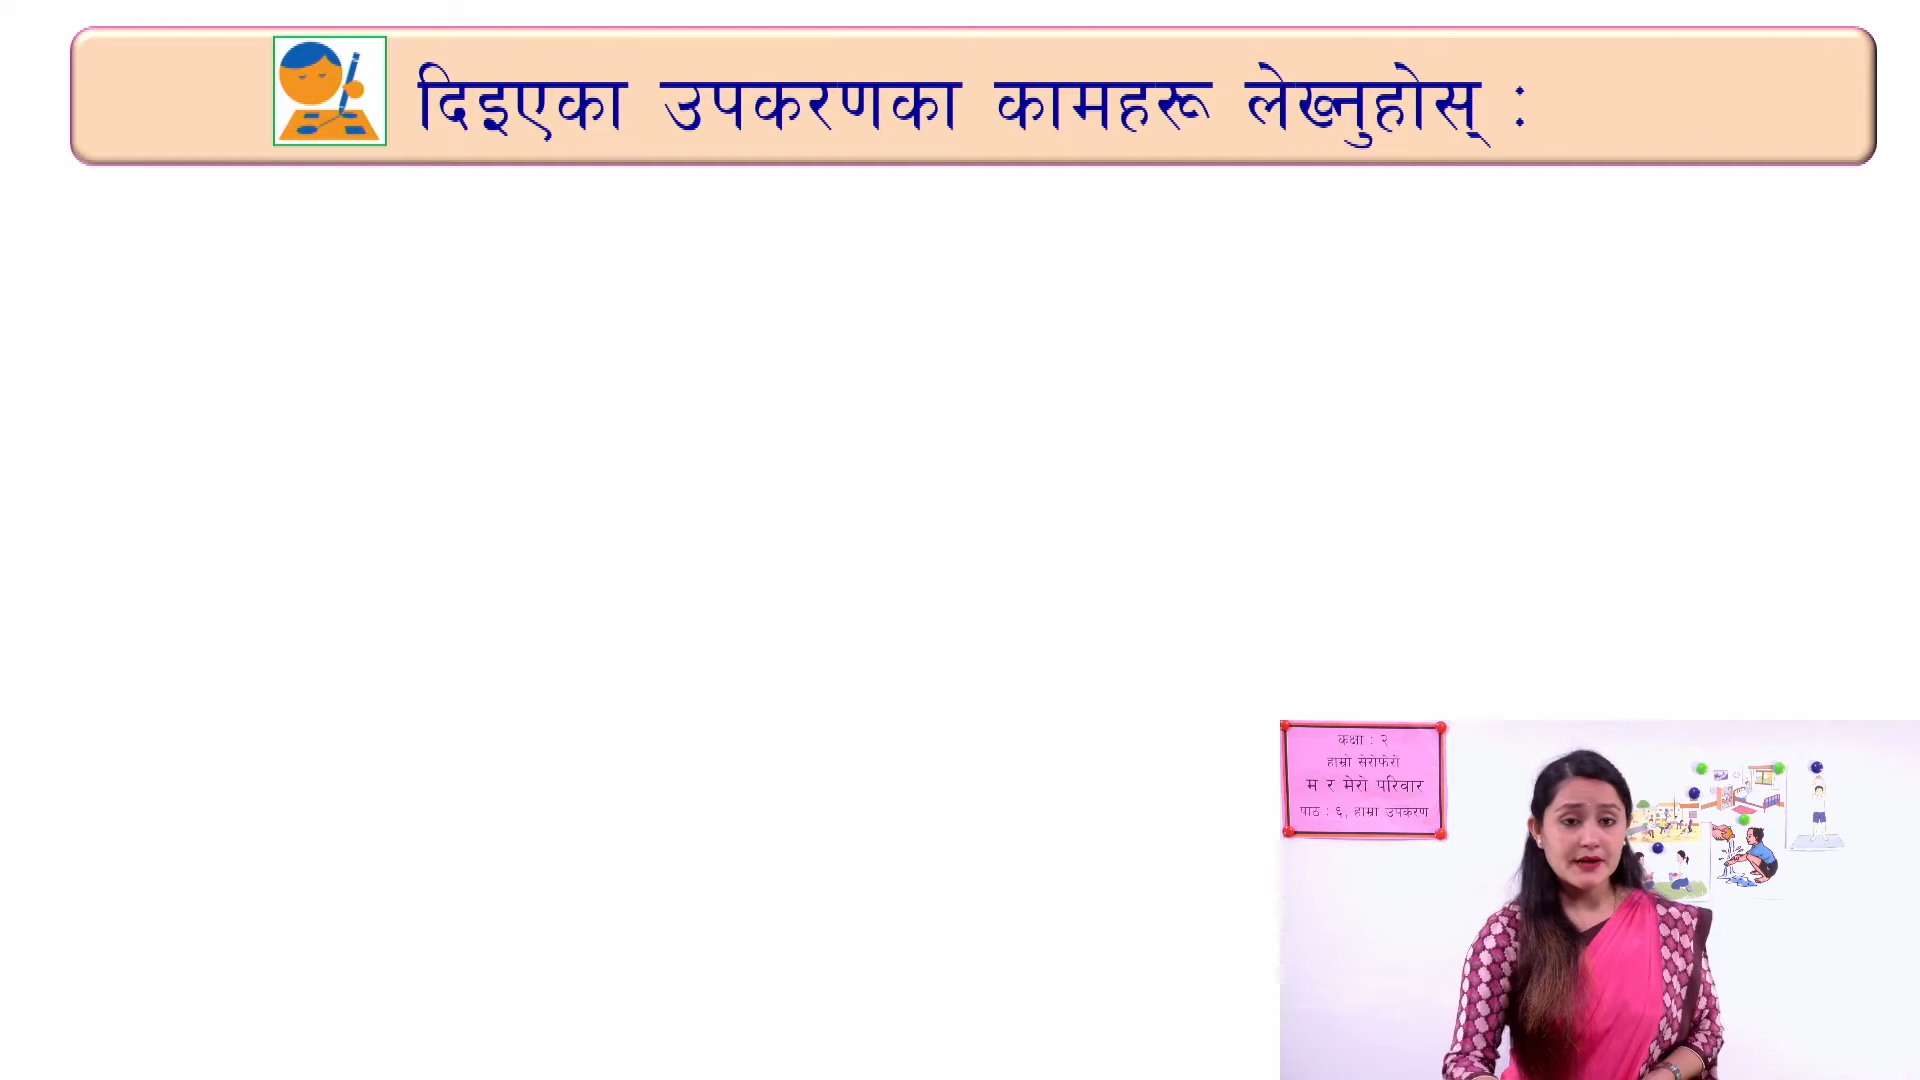 दिइएका उपकरणका कामहरू लेख्नुहोस् :
कक्षा : २
हाम्रो सेरोफेरो
म र मेरो परिवार
पाठ : ६, हाम्रा उपकरण